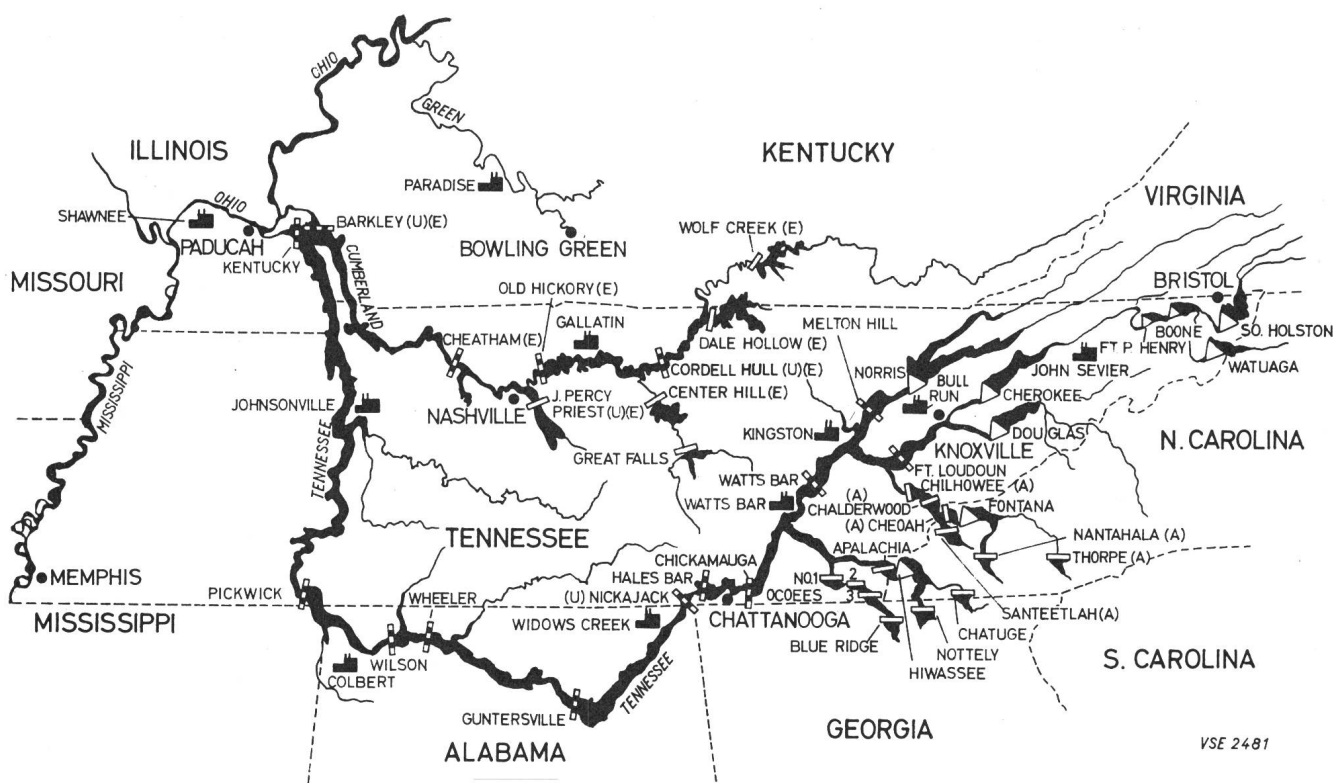 OHIO
GREEN
ILLINOIS
KENTUCKY
PARADISE
VIRGINIA
OHIO
SHAWNEE
BARKLEY (U)(E)
WOLF CREEK (E)
PADUCAH
BOWLING GREEN
KENTUCKY
MISSOURI
CUMBERLAND
OLD HICKORY (E)
BRISTOL
GALLATIN
MELTON HILL
CHEATHAM (E)
DALE HOLLOW (E)
BOONE
SO. HOLSTON
FT. P. HENRY
MISSISSIPPI
CORDELL HULL (U)(E)
NORRIS
JOHN SEVIER
WATUAGA
J. PERCY
PRIEST (U)(E)
CENTER HILL (E)
BULL
RUN
CHEROKEE
JOHNSONVILLE
NASHVILLE
KINGSTON
DOUGLAS
N. CAROLINA
TENNESSEE
GREAT FALLS
KNOXVILLE
WATTS BAR
FT. LOUDOUN
CHILHOWEE (A)
WATTS BAR
(A)
CHALDERWOOD
FONTANA
(A) CHEOAH
TENNESSEE
NANTAHALA (A)
APALACHIA
THORPE (A)
CHICKAMAUGA
MEMPHIS
HALES BAR
NO.1
2
PICKWICK
WHEELER
(U) NICKAJACK
OCOEES
3
MISSISSIPPI
WIDOWS CREEK
CHATTANOOGA
SANTEETLAH (A)
BLUE RIDGE
CHATUGE
NOTTELY
WILSON
HIWASSEE
COLBERT
TENNESSEE
S. CAROLINA
GUNTERSVILLE
GEORGIA
ALABAMA
VSE 2481